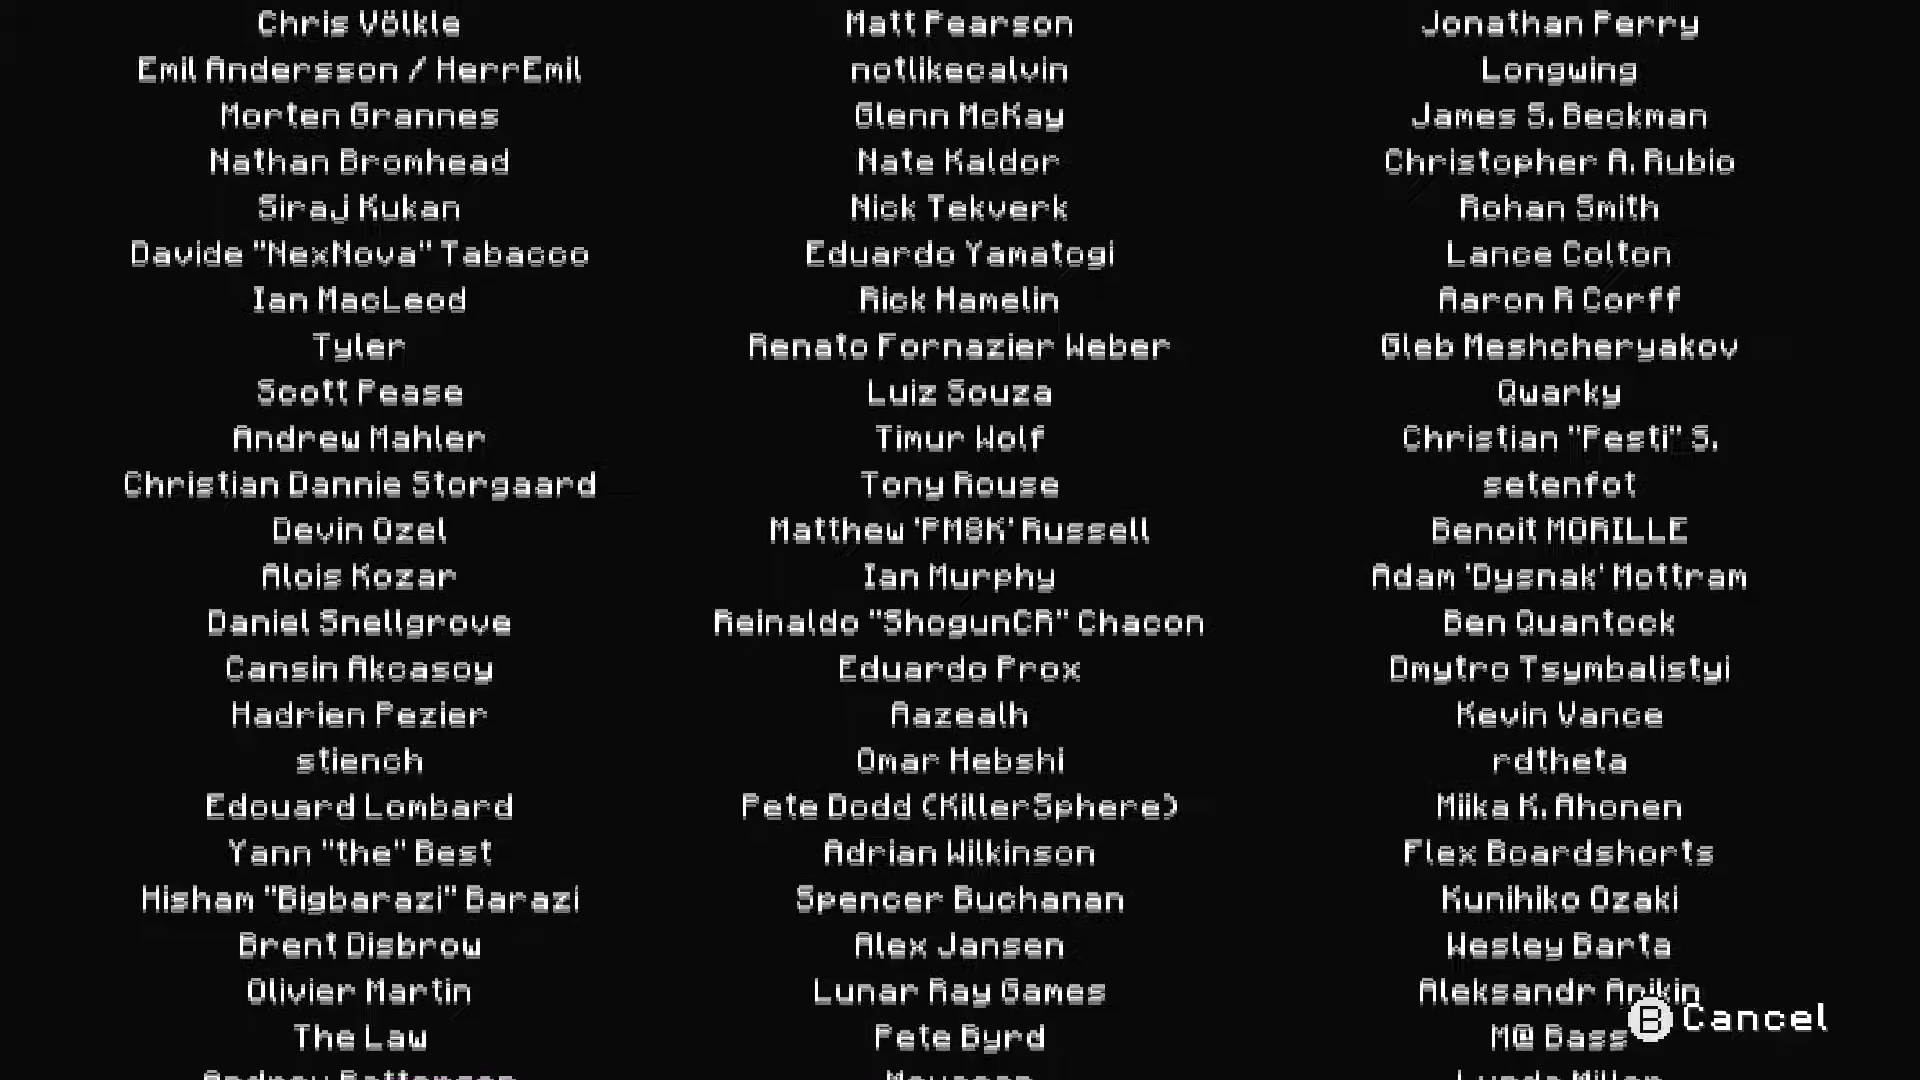 Chris Völkle
Matt Pearson
Jonathan Perry
Emil Andersson / HerrEmil
notlikecalvin
Longwing
Morten Grannes
Glenn McKay
James S. Beckman
Nathan Bromhead
Nate Kaldor
Christopher A. Rubio
Siraj Kukan
Nick Tekverk
Rohan Smith
Davide "NexNova" Tabacco
Eduardo Yamatogi
Lance Colton
Ian MacLeod
Rick Hamelin
Aaron R Corff
Tyler
Renato Fornazier Weber
Gleb Meshcheryakov
Scott Pease
Luiz Souza
Qwarky
Andrew Mahler
Timur Wolf
Christian "Pesti" S.
Christian Dannie Storgaard
Tony Rouse
setenfot
Devin Ozel
Matthew 'PM8K' Russell
Benoit MORILLE
Alois Kozar
Ian Murphy
Adam 'Dysnak' Mottram
Daniel Snellgrove
Reinaldo "ShogunCR" Chacon
Ben Quantock
Cansin Akcasoy
Eduardo Prox
Dmytro Tsymbalistyi
Hadrien Pezier
Aazealh
Kevin Vance
stiench
Omar Hebshi
rdtheta
Edouard Lombard
Pete Dodd (KillerSphere)
Miika K. Ahonen
Yann "the" Best
Adrian Wilkinson
Flex Boardshorts
Hisham "Bigbarazi" Barazi
Spencer Buchanan
Kunihiko Ozaki
Brent Disbrow
Alex Jansen
Wesley Barta
Olivier Martin
Lunar Ray Games
Aleksandr Anikin
The Law
Pete Byrd
M@ Bass
B Cancel